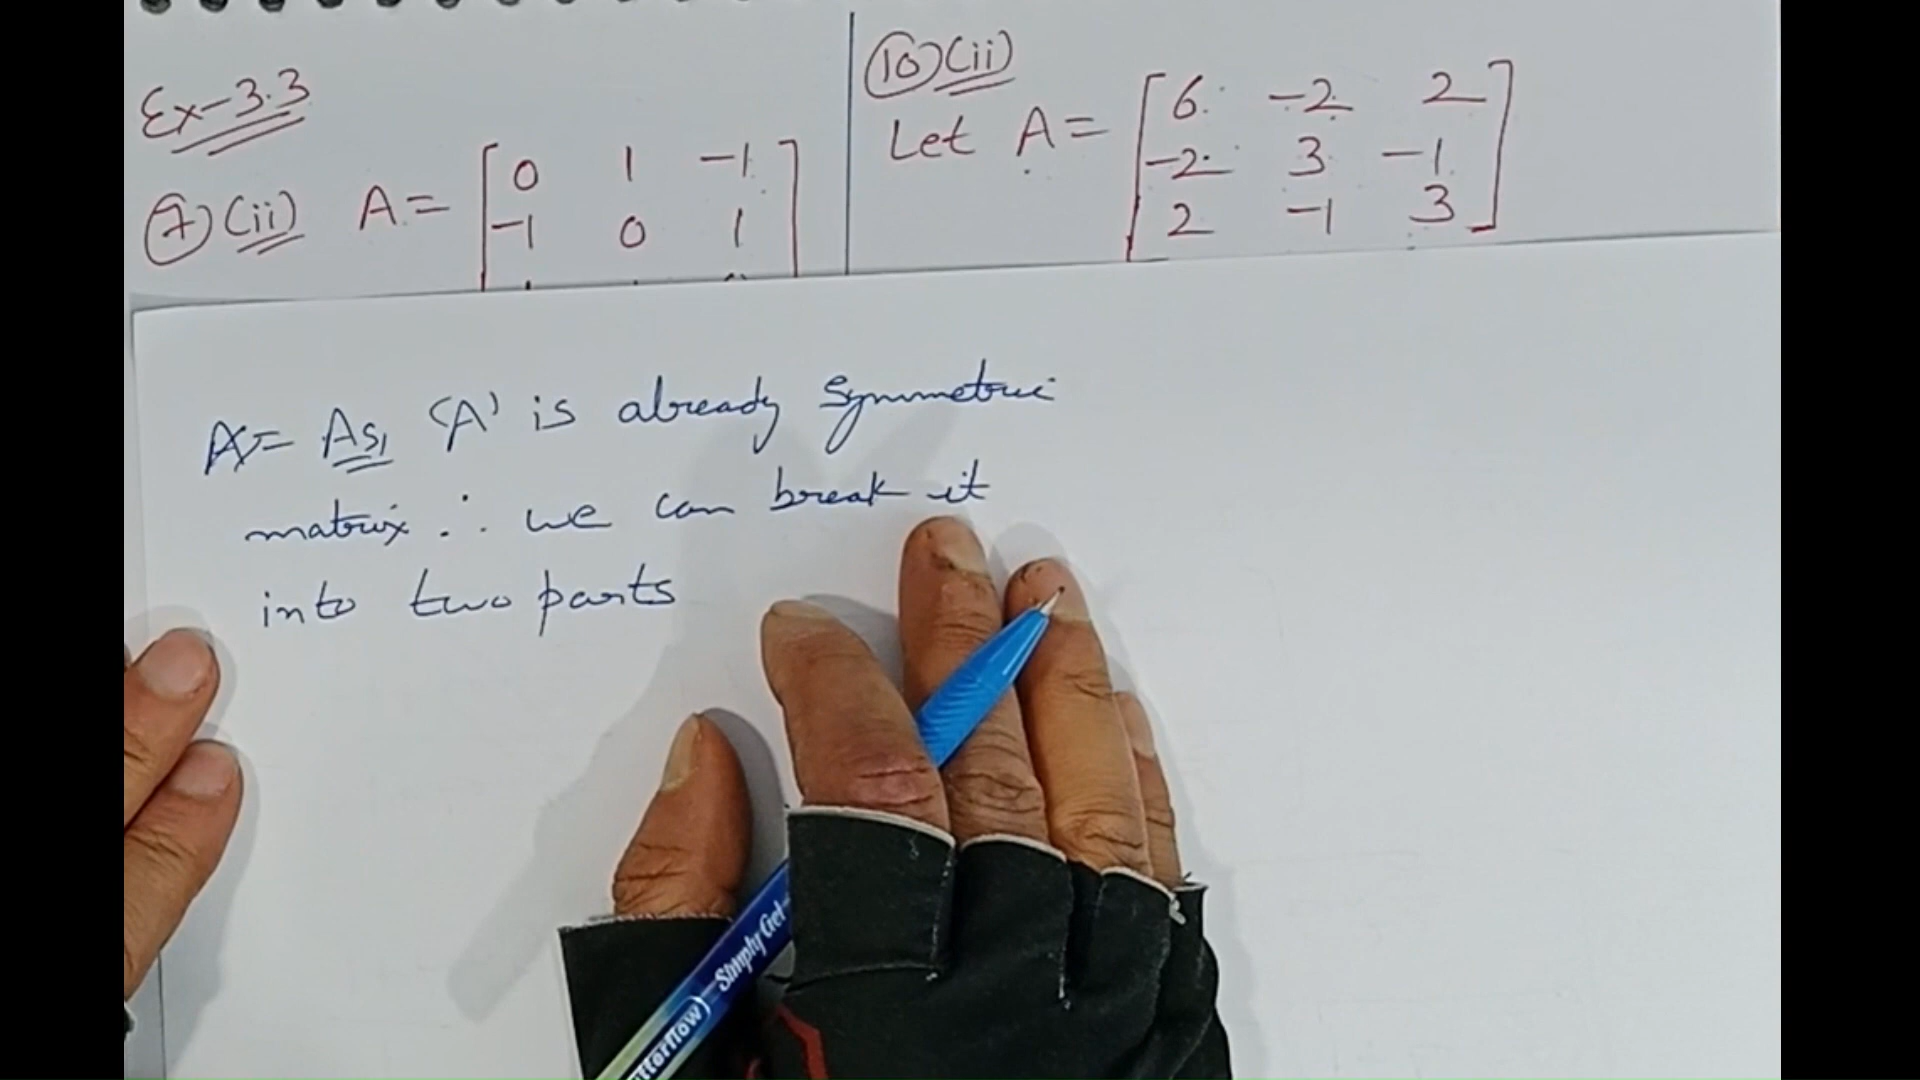 Ex-3.3
7 (ii) A = [ 0 1 -1
-1 0 1
10 (ii)
Let A = [ 6 -2 2
-2 3 -1
2 -1 3 ]
A = As, 'A' is already symmetric
matrix ∴ we can break it
into two parts
Simply Gel
utterflow